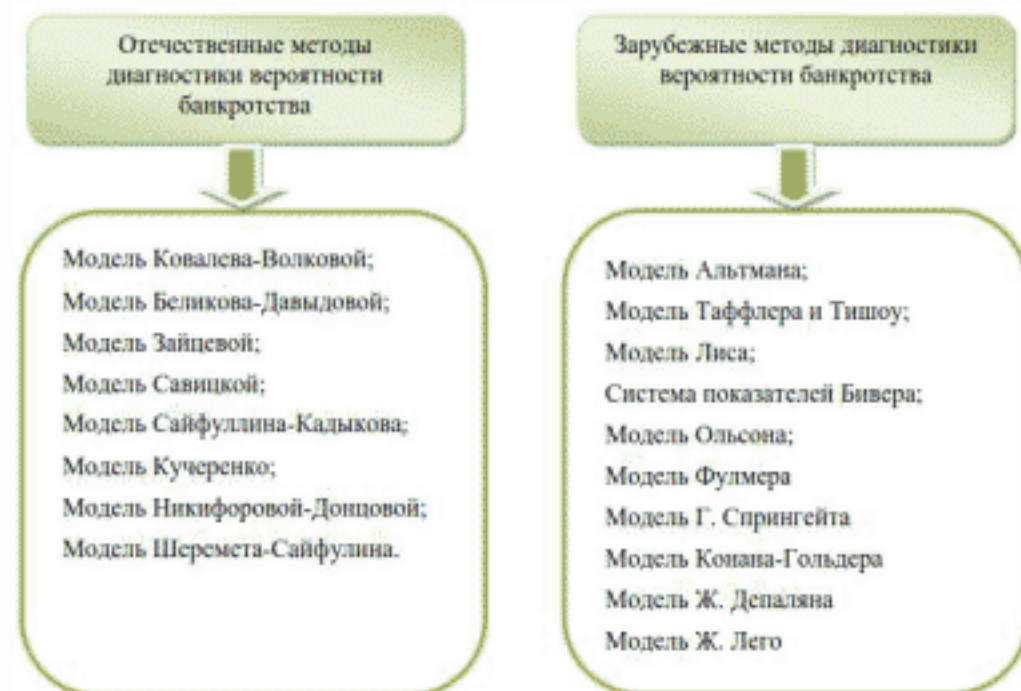 Отечественные методы
диагностики вероятности
банкротства
Модель Ковалева-Волковой;
Модель Беликова-Давыдовой;
Модель Зайцевой;
Модель Савицкой;
Модель Сайфуллина-Кадыкова;
Модель Кучеренко;
Модель Никифоровой-Донцовой;
Модель Шеремета-Сайфулина.
Зарубежные методы диагностики
вероятности банкротства
Модель Альтмана;
Модель Таффлера и Тишоу;
Модель Лиса;
Система показателей Бивера;
Модель Ольсона;
Модель Фулмера
Модель Г. Спрингейта
Модель Конана-Гольдера
Модель Ж. Депаляна
Модель Ж. Лего